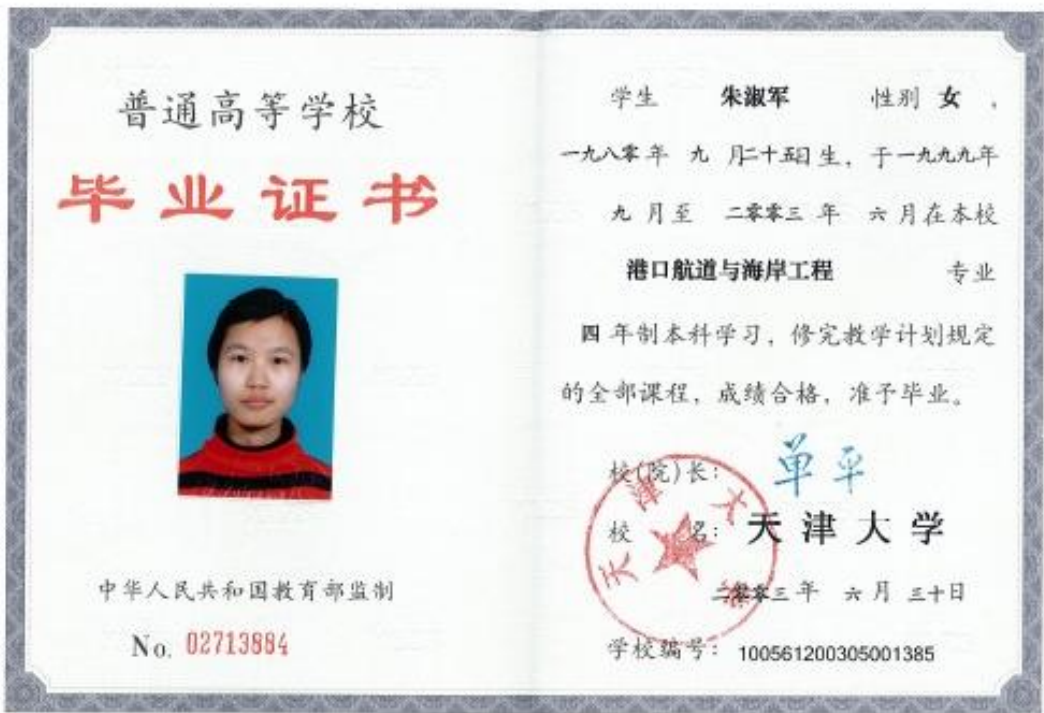 普通高等学校
毕业证书
中华人民共和国教育部监制
No. 02713884
学生 朱淑军 性别 女 ,
一九八零年 九 月二十五日生，于一九九九年
九 月至 二零零三 年 六 月在本校
港口航道与海岸工程 专业
四 年制本科学习，修完教学计划规定
的全部课程，成绩合格，准予毕业。
校(院)长： 单平
校 名： 天津大学
二零零三年 六 月 三十日
学校编号： 100561200305001385
天津大学